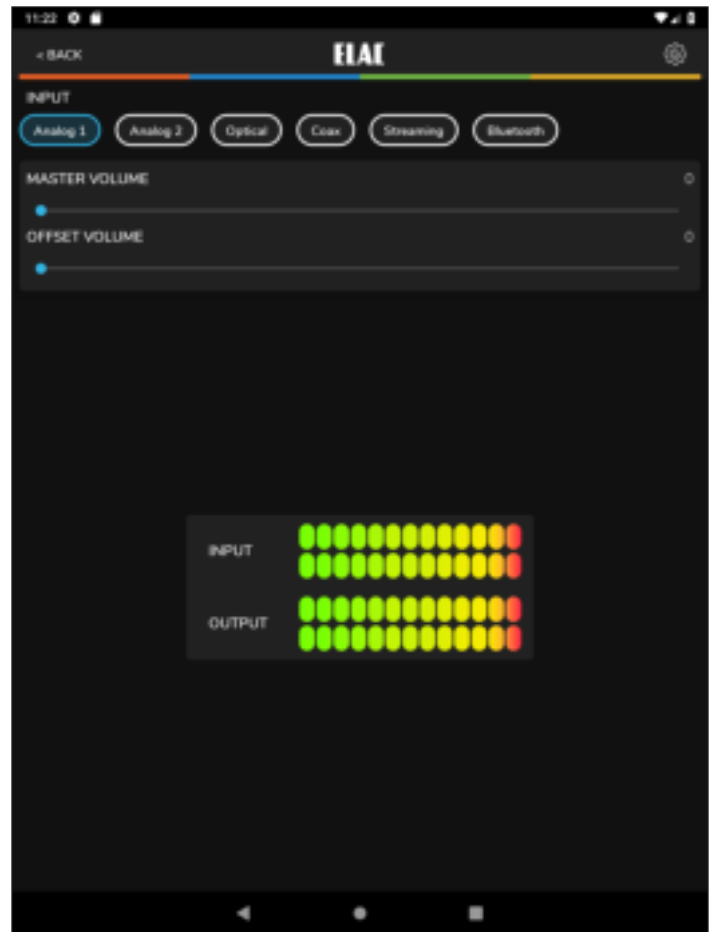 11:22
< BACK
ELAC
INPUT
Analog 1 Analog 2 Optical Coax Streaming Bluetooth
MASTER VOLUME 0
OFFSET VOLUME 0
INPUT
OUTPUT